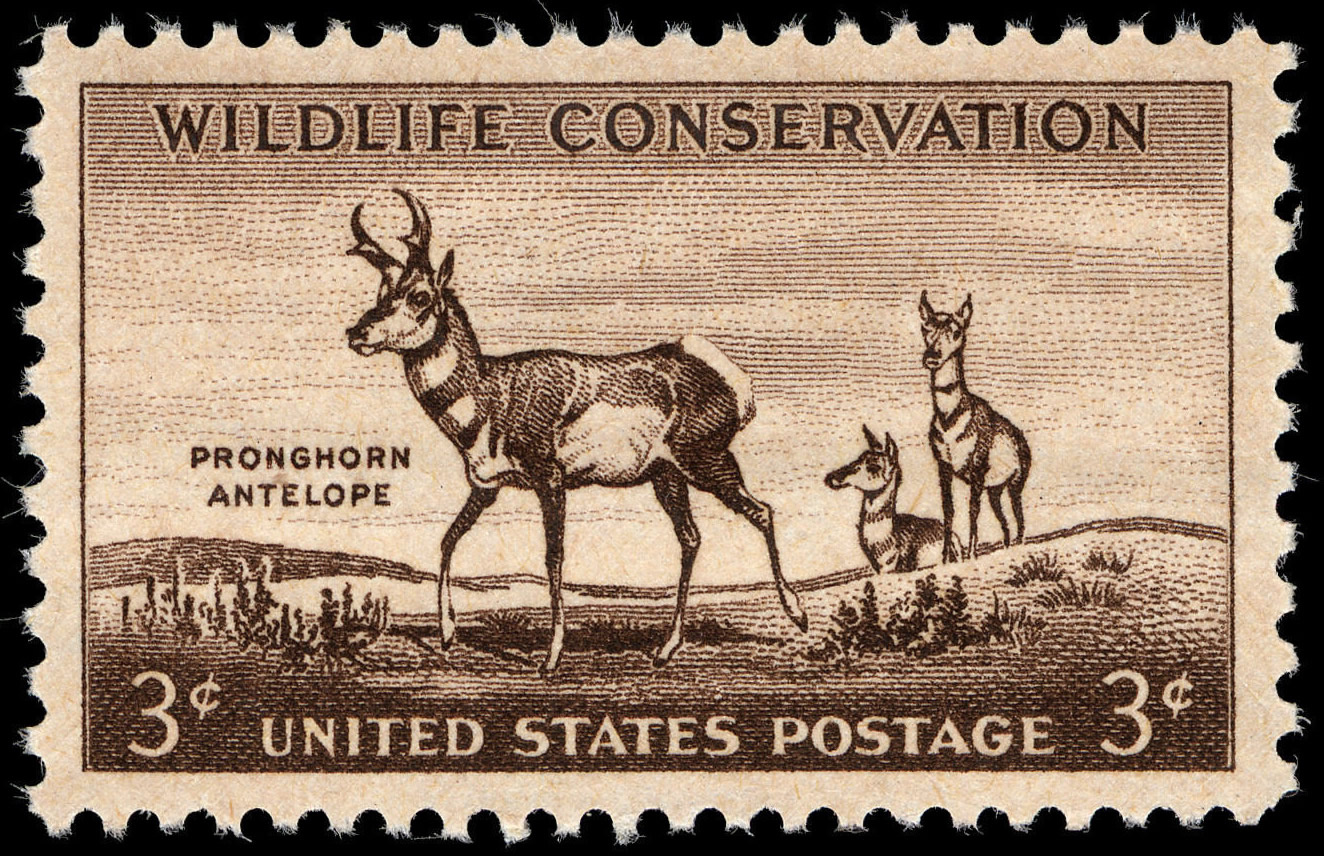 WILDLIFE CONSERVATION
PRONGHORN
ANTELOPE
3¢ UNITED STATES POSTAGE 3¢